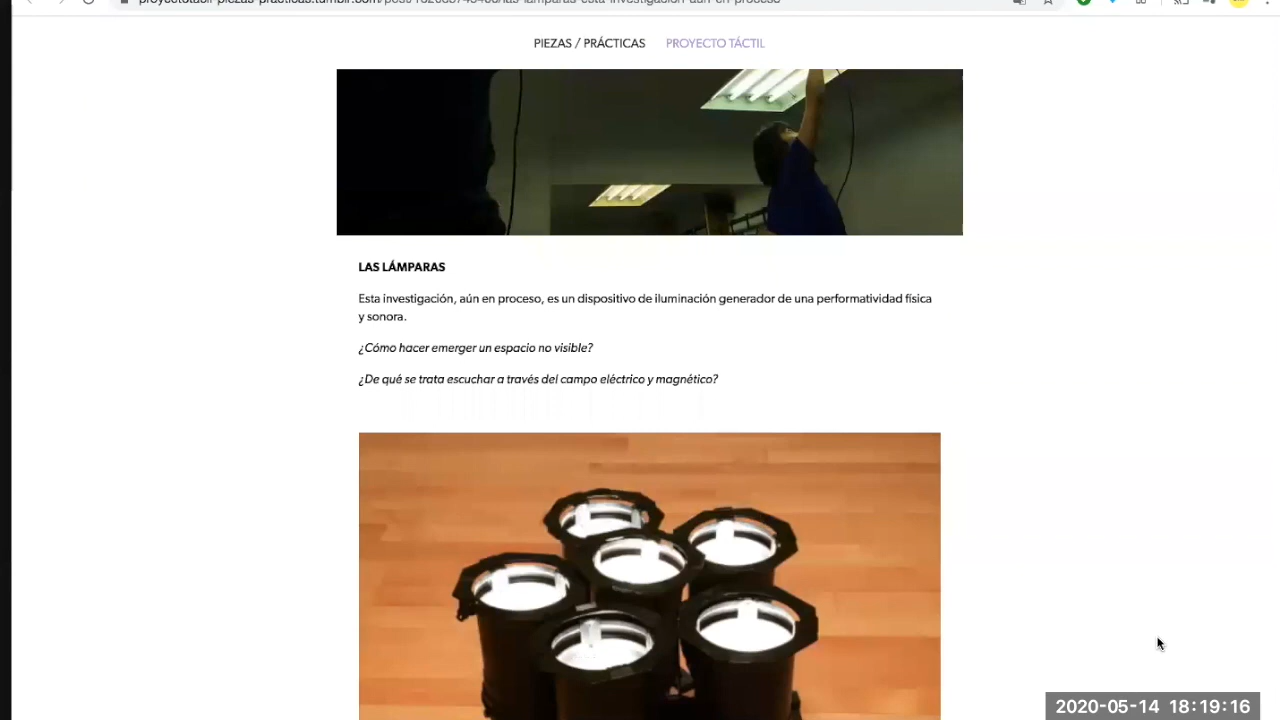 PIEZAS / PRÁCTICAS PROYECTO TÁCTIL
LAS LÁMPARAS
Esta investigación, aún en proceso, es un dispositivo de iluminación generador de una performatividad física
y sonora.
¿Cómo hacer emerger un espacio no visible?
¿De qué se trata escuchar a través del campo eléctrico y magnético?
2020-05-14 18:19:16